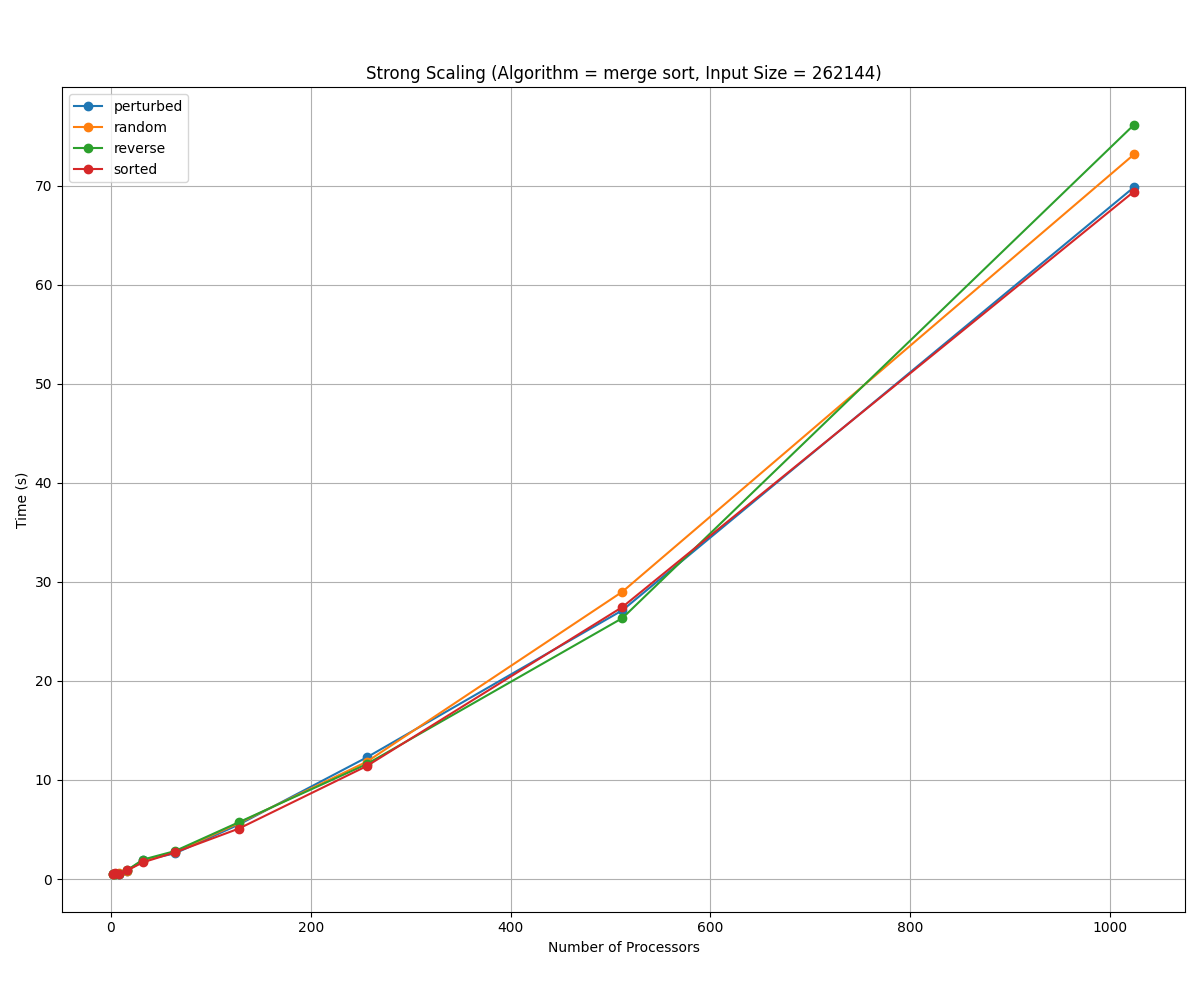 Strong Scaling (Algorithm = merge sort, Input Size = 262144)
perturbed
random
reverse
sorted
70
60
50
40
30
20
10
0
Time (s)
0 200 400 600 800 1000
Number of Processors